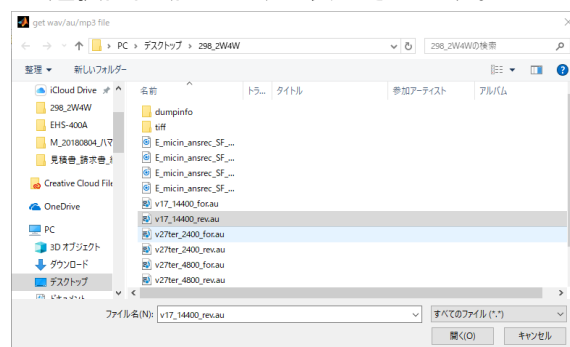 get wav/au/mp3 file
PC > デスクトップ > 298_2W4W
298_2W4Wの検索
整理 新しいフォルダー
名前 トラ... タイトル 参加アーティスト アルバム
iCloud Drive
298_2W4W
EHS-400A
M_20180804_ハマ
見積書_請求書_
Creative Cloud File
OneDrive
PC
3D オブジェクト
ダウンロード
デスクトップ
dumpinfo
tiff
E_micin_ansrec_SF_...
E_micin_ansrec_SF_...
E_micin_ansrec_SF_...
v17_14400_for.au
v17_14400_rev.au
v27ter_2400_for.au
v27ter_2400_rev.au
v27ter_4800_for.au
v27ter_4800_rev.au
ファイル名(N): v17_14400_rev.au
すべてのファイル (*.*)
開く(O) キャンセル